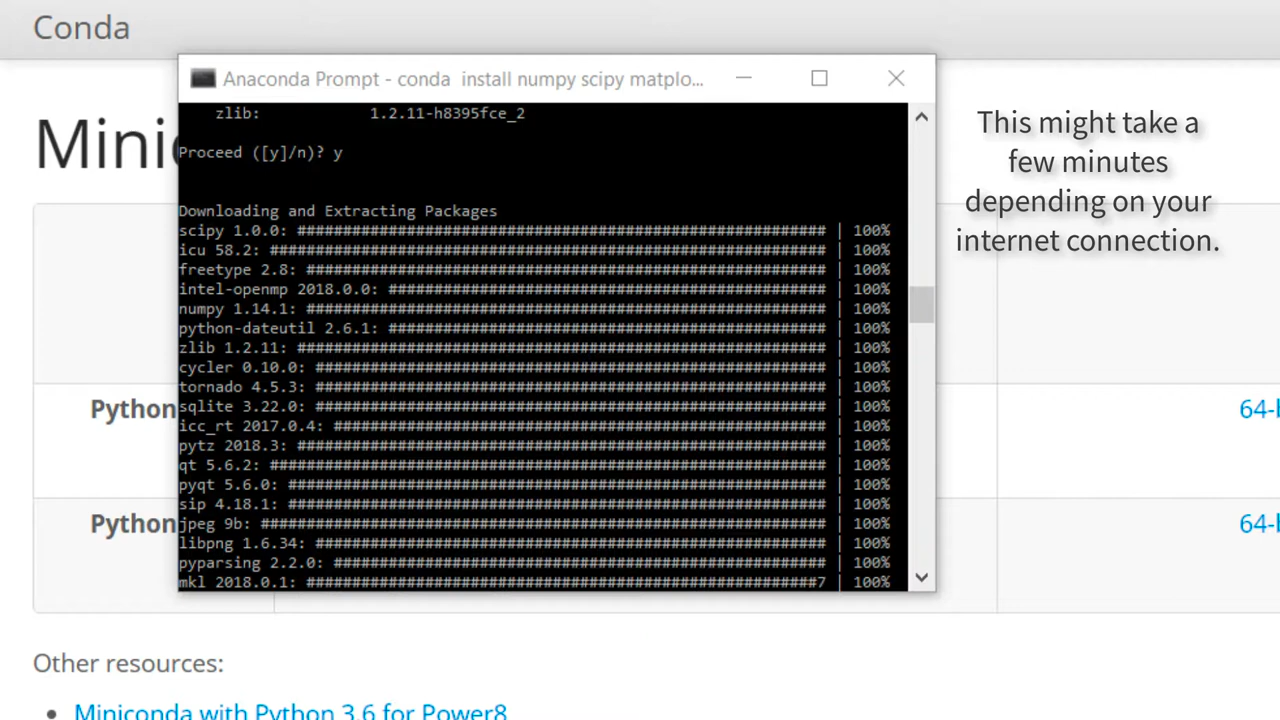 Conda
Anaconda Prompt - conda  install numpy scipy matplo...
zlib:            1.2.11-h8395fce_2
Proceed ([y]/n)? y
Downloading and Extracting Packages
scipy 1.0.0: ########################################################## | 100%
icu 58.2: ############################################################# | 100%
freetype 2.8: ######################################################### | 100%
intel-openmp 2018.0.0: ################################################ | 100%
numpy 1.14.1: ######################################################### | 100%
python-dateutil 2.6.1: ################################################ | 100%
zlib 1.2.11: ########################################################## | 100%
cycler 0.10.0: ######################################################## | 100%
tornado 4.5.3: ######################################################## | 100%
sqlite 3.22.0: ######################################################## | 100%
icc_rt 2017.0.4: ###################################################### | 100%
pytz 2018.3: ########################################################## | 100%
qt 5.6.2: ############################################################# | 100%
pyqt 5.6.0: ########################################################### | 100%
sip 4.18.1: ########################################################### | 100%
jpeg 9b: ############################################################## | 100%
libpng 1.6.34: ######################################################## | 100%
pyparsing 2.2.0: ###################################################### | 100%
mkl 2018.0.1: ########################################################7 | 100%
This might take a
few minutes
depending on your
internet connection.
Mini
Python
64-b
Python
64-b
Other resources:
• Miniconda with Python 3.6 for Power8